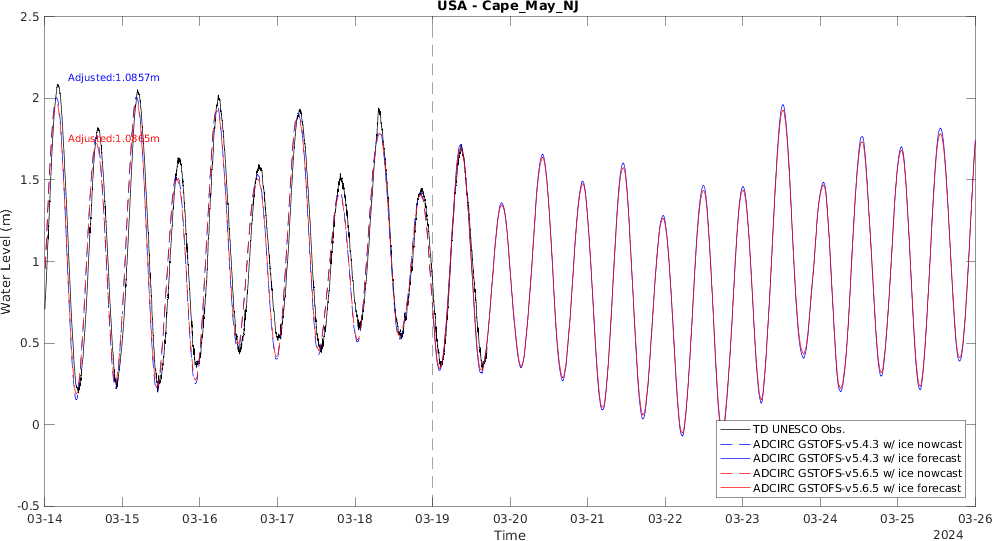 USA - Cape_May_NJ
2.5
2
1.5
1
0.5
0
-0.5
Water Level (m)
Adjusted:1.0857m
Adjusted:1.0865m
TD UNESCO Obs.
ADCIRC GSTOFS-v5.4.3 w/ ice nowcast
ADCIRC GSTOFS-v5.4.3 w/ ice forecast
ADCIRC GSTOFS-v5.6.5 w/ ice nowcast
ADCIRC GSTOFS-v5.6.5 w/ ice forecast
03-14 03-15 03-16 03-17 03-18 03-19 03-20 03-21 03-22 03-23 03-24 03-25 03-26
Time
2024